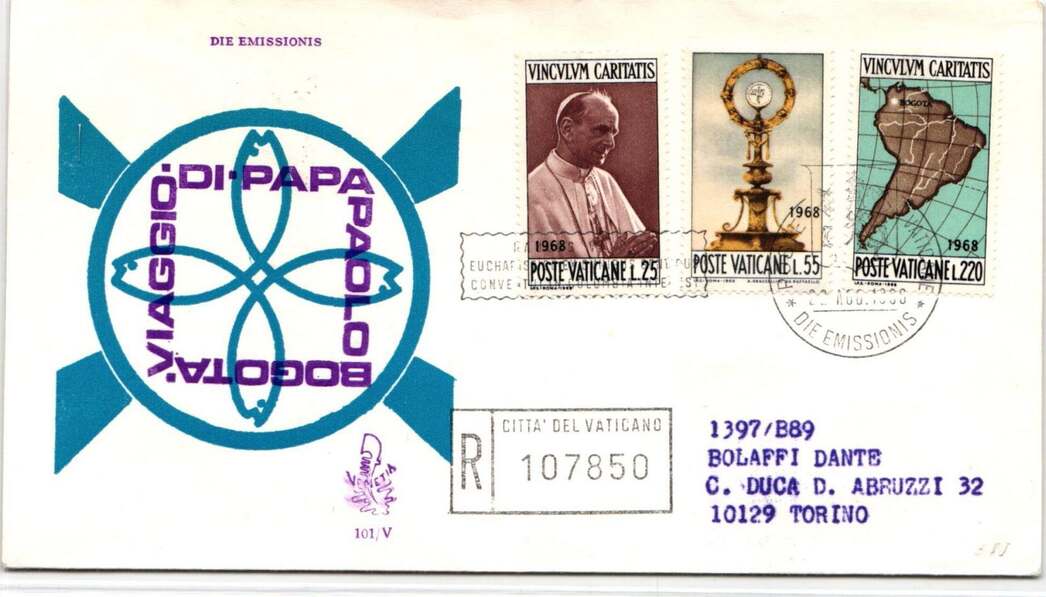 DIE EMISSIONIS
VIAGGIO·DI·PAPA
PAOLO
BOGOTA'
101/V
VINCVLVM CARITATIS
1968
POSTE VATICANE L.25
1968
POSTE VATICANE L.55
VINCVLVM CARITATIS
BOGOTA
1968
POSTE VATICANE L.220
DIE EMISSIONIS
R
CITTA' DEL VATICANO
107850
1397/B89
BOLAFFI DANTE
C. DUCA D. ABRUZZI 32
10129 TORINO